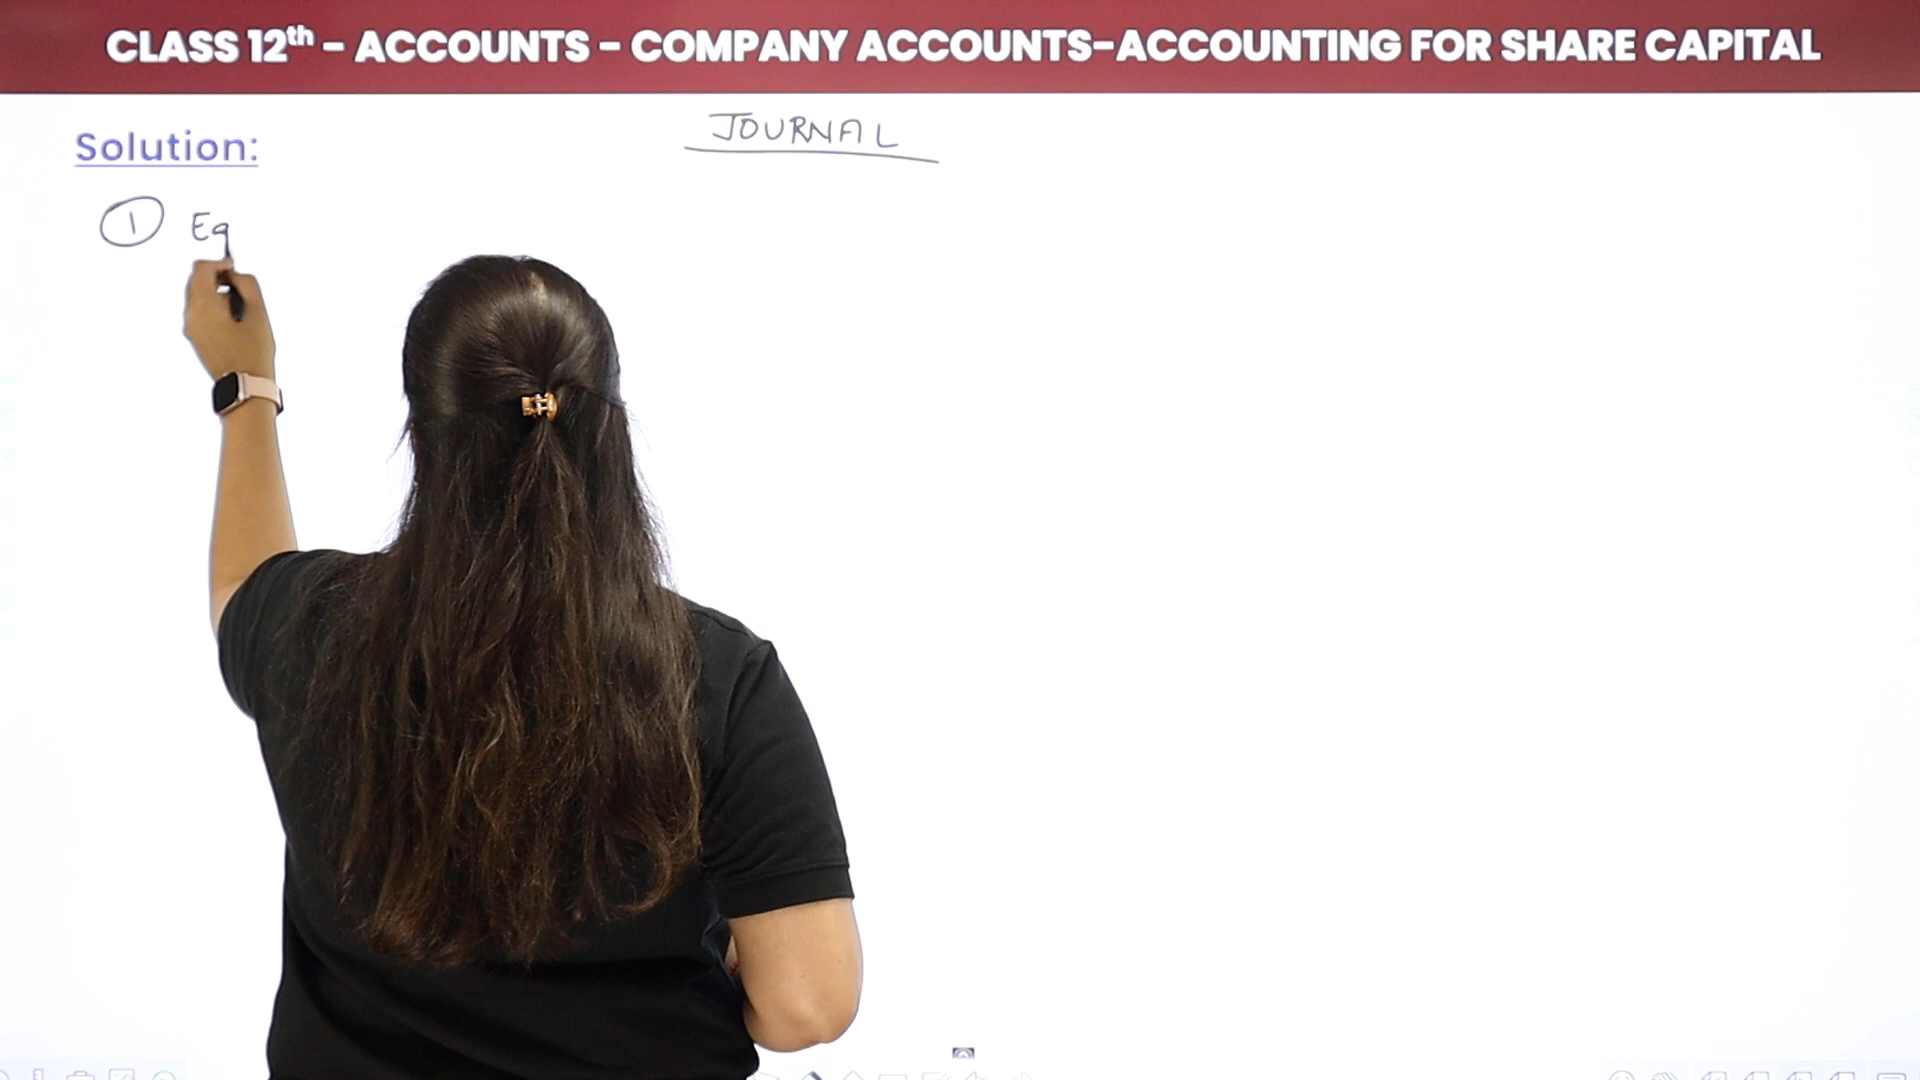 CLASS 12th - ACCOUNTS - COMPANY ACCOUNTS-ACCOUNTING FOR SHARE CAPITAL
JOURNAL
Solution:
1 Eq